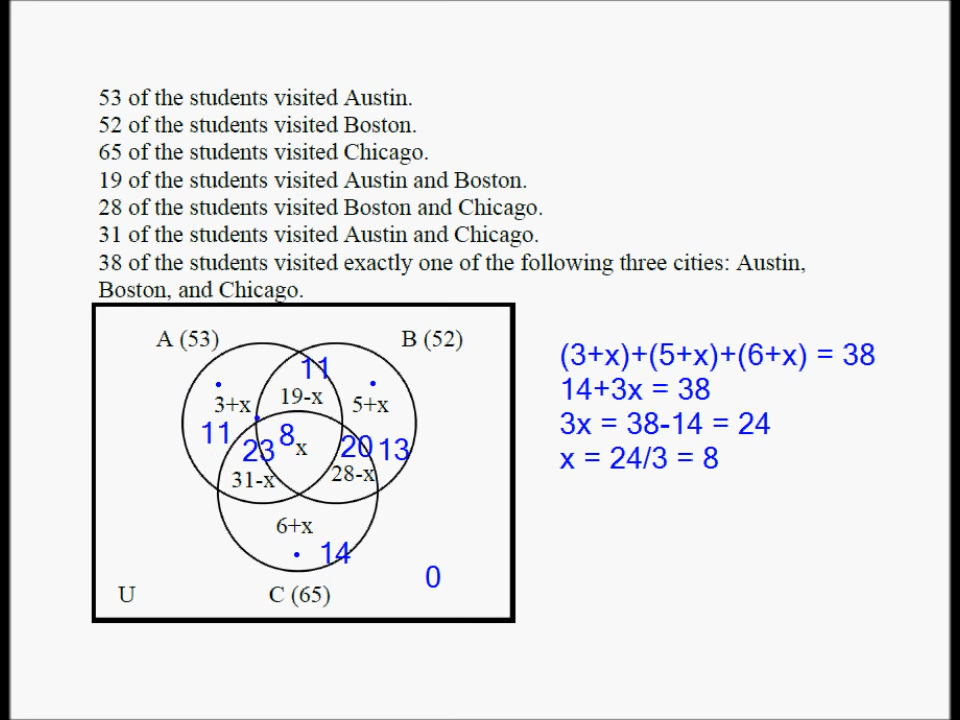 53 of the students visited Austin.
52 of the students visited Boston.
65 of the students visited Chicago.
19 of the students visited Austin and Boston.
28 of the students visited Boston and Chicago.
31 of the students visited Austin and Chicago.
38 of the students visited exactly one of the following three cities: Austin,
Boston, and Chicago.
A (53)
B (52)
11
19-x
3+x
5+x
11
23
8
x
20
13
31-x
28-x
6+x
14
0
U
C (65)
(3+x)+(5+x)+(6+x) = 38
14+3x = 38
3x = 38-14 = 24
x = 24/3 = 8